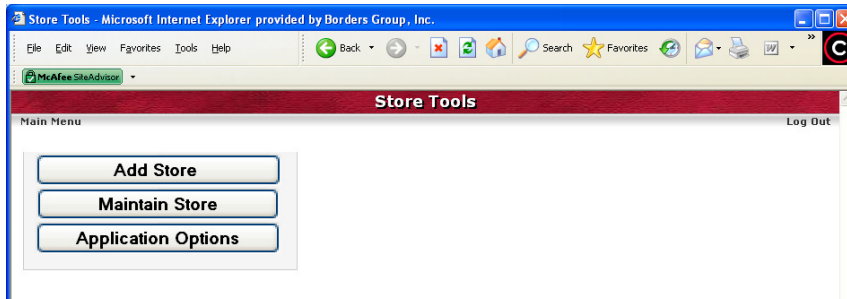 Store Tools - Microsoft Internet Explorer provided by Borders Group, Inc.
File Edit View Favorites Tools Help Back Search Favorites
McAfee SiteAdvisor
Store Tools
Main Menu Log Out
Add Store
Maintain Store
Application Options